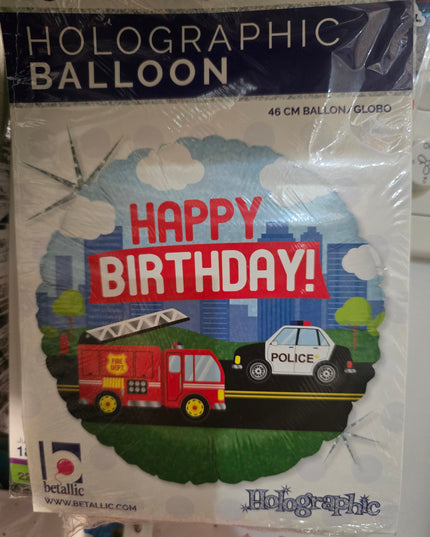 HOLOGRAPHIC
BALLOON
46 CM BALLON/GLOBO
HAPPY
BIRTHDAY!
POLICE
FIRE
DEPT.
betallic
WWW.BETALLIC.COM
Holographic